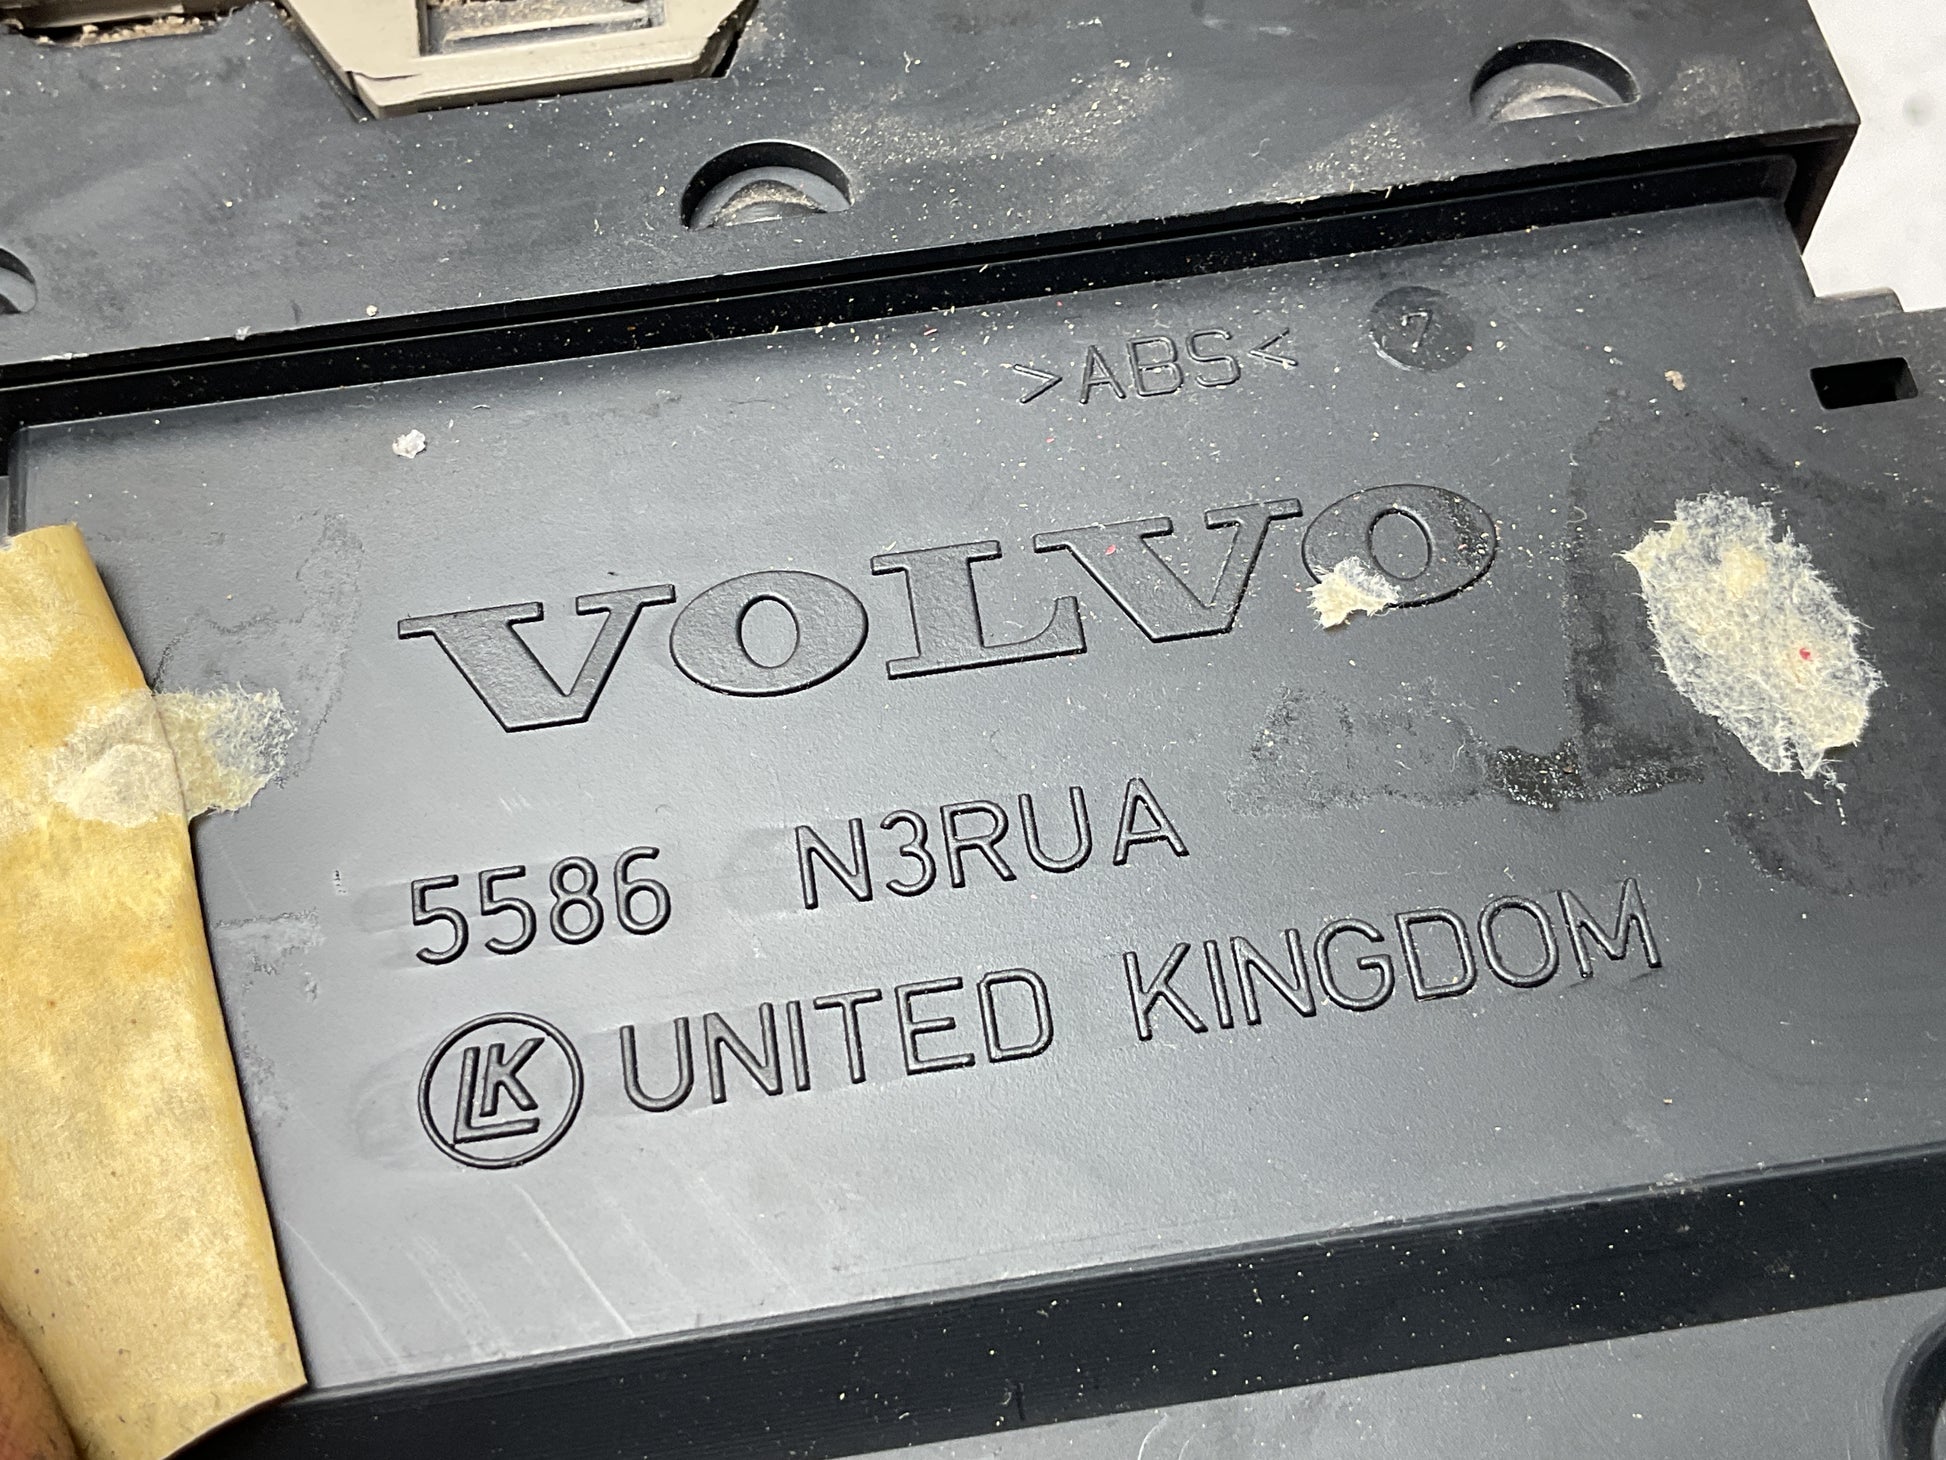 >ABS< 7
VOLVO
5586 N3RUA
LK UNITED KINGDOM